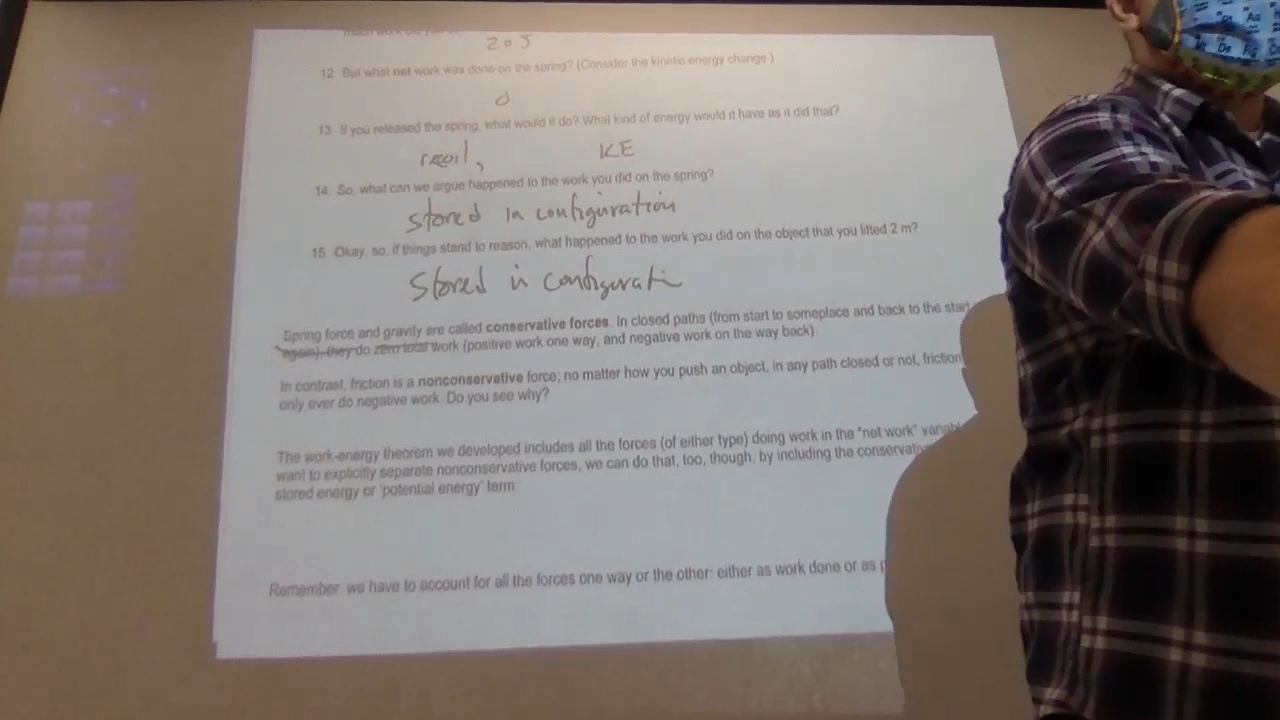 20 J
12. But what net work was done on the spring? (Consider the kinetic energy change.)
0
13. If you released the spring, what would it do? What kind of energy would it have as it did that?
recoil, KE
14. So, what can we argue happened to the work you did on the spring?
stored in configuration
15. Okay, so, if things stand to reason, what happened to the work you did on the object that you lifted 2 m?
Stored in configurati
Spring force and gravity are called conservative forces. In closed paths (from start to someplace and back to the start
again), they do zero total work (positive work one way, and negative work on the way back).
In contrast, friction is a nonconservative force; no matter how you push an object, in any path closed or not, friction
only ever do negative work. Do you see why?
The work-energy theorem we developed includes all the forces (of either type) doing work in the "net work"
want to explicitly separate nonconservative forces, we can do that, too, though, by including the
stored energy or 'potential energy' term:
Remember: we have to account for all the forces one way or the other: either as work done or as